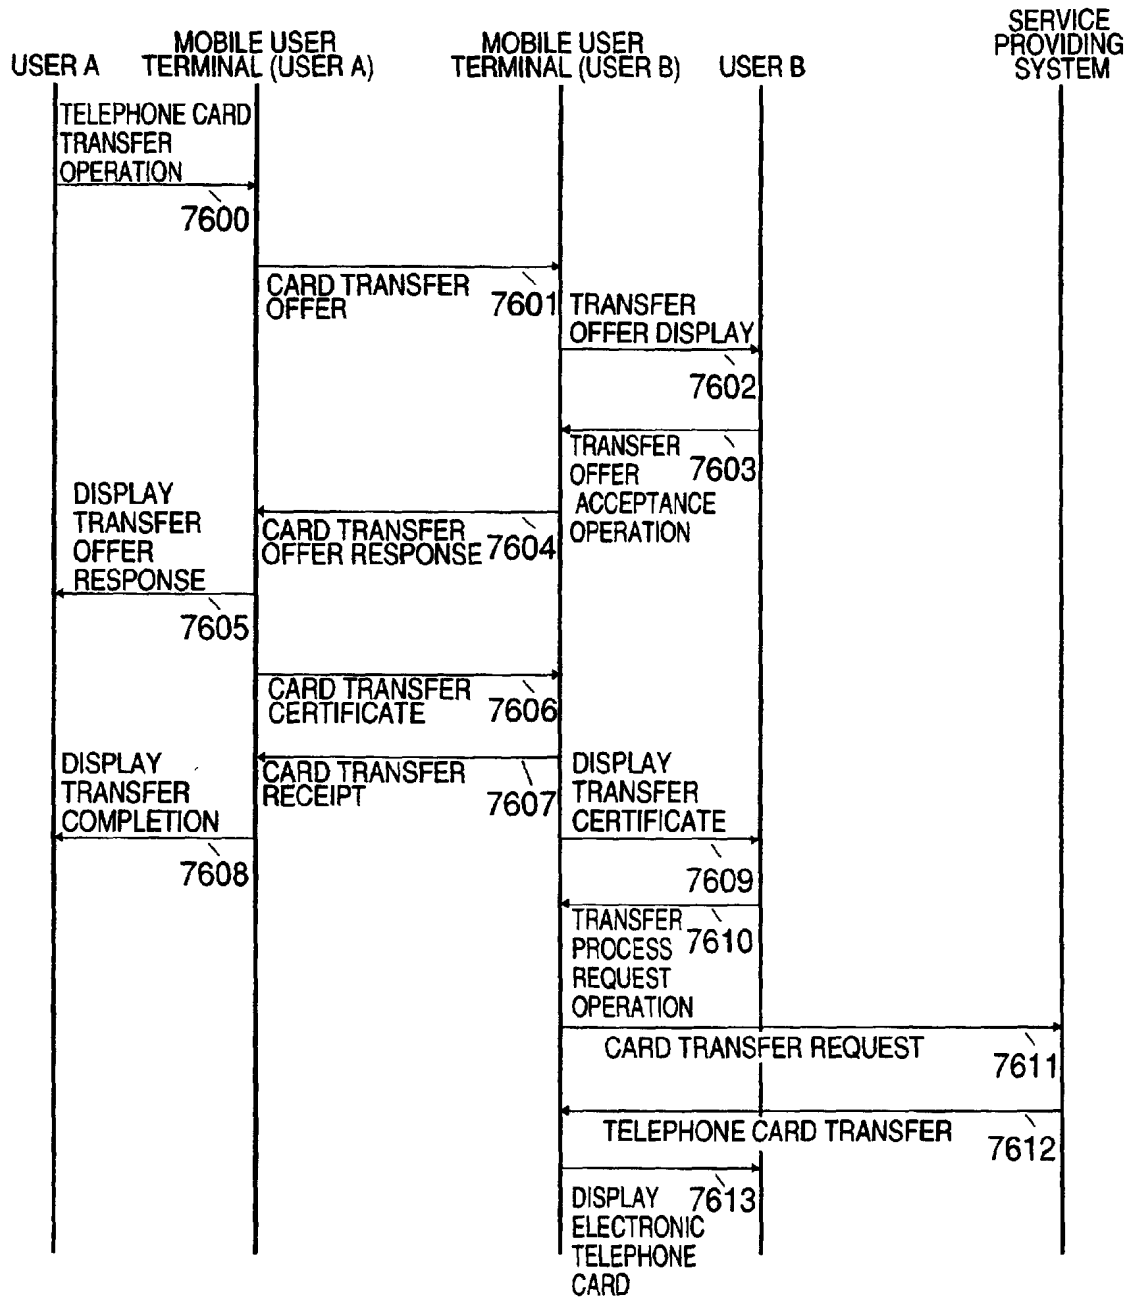 USER A
MOBILE USER
TERMINAL (USER A)
MOBILE USER
TERMINAL (USER B)
USER B
SERVICE
PROVIDING
SYSTEM
TELEPHONE CARD
TRANSFER
OPERATION
7600
CARD TRANSFER
OFFER
7601
TRANSFER
OFFER DISPLAY
7602
TRANSFER
OFFER
ACCEPTANCE
OPERATION
7603
CARD TRANSFER
OFFER RESPONSE
7604
DISPLAY
TRANSFER
OFFER
RESPONSE
7605
CARD TRANSFER
CERTIFICATE
7606
CARD TRANSFER
RECEIPT
7607
DISPLAY
TRANSFER
COMPLETION
7608
DISPLAY
TRANSFER
CERTIFICATE
7609
TRANSFER
PROCESS
REQUEST
OPERATION
7610
CARD TRANSFER REQUEST
7611
TELEPHONE CARD TRANSFER
7612
DISPLAY
ELECTRONIC
TELEPHONE
CARD
7613